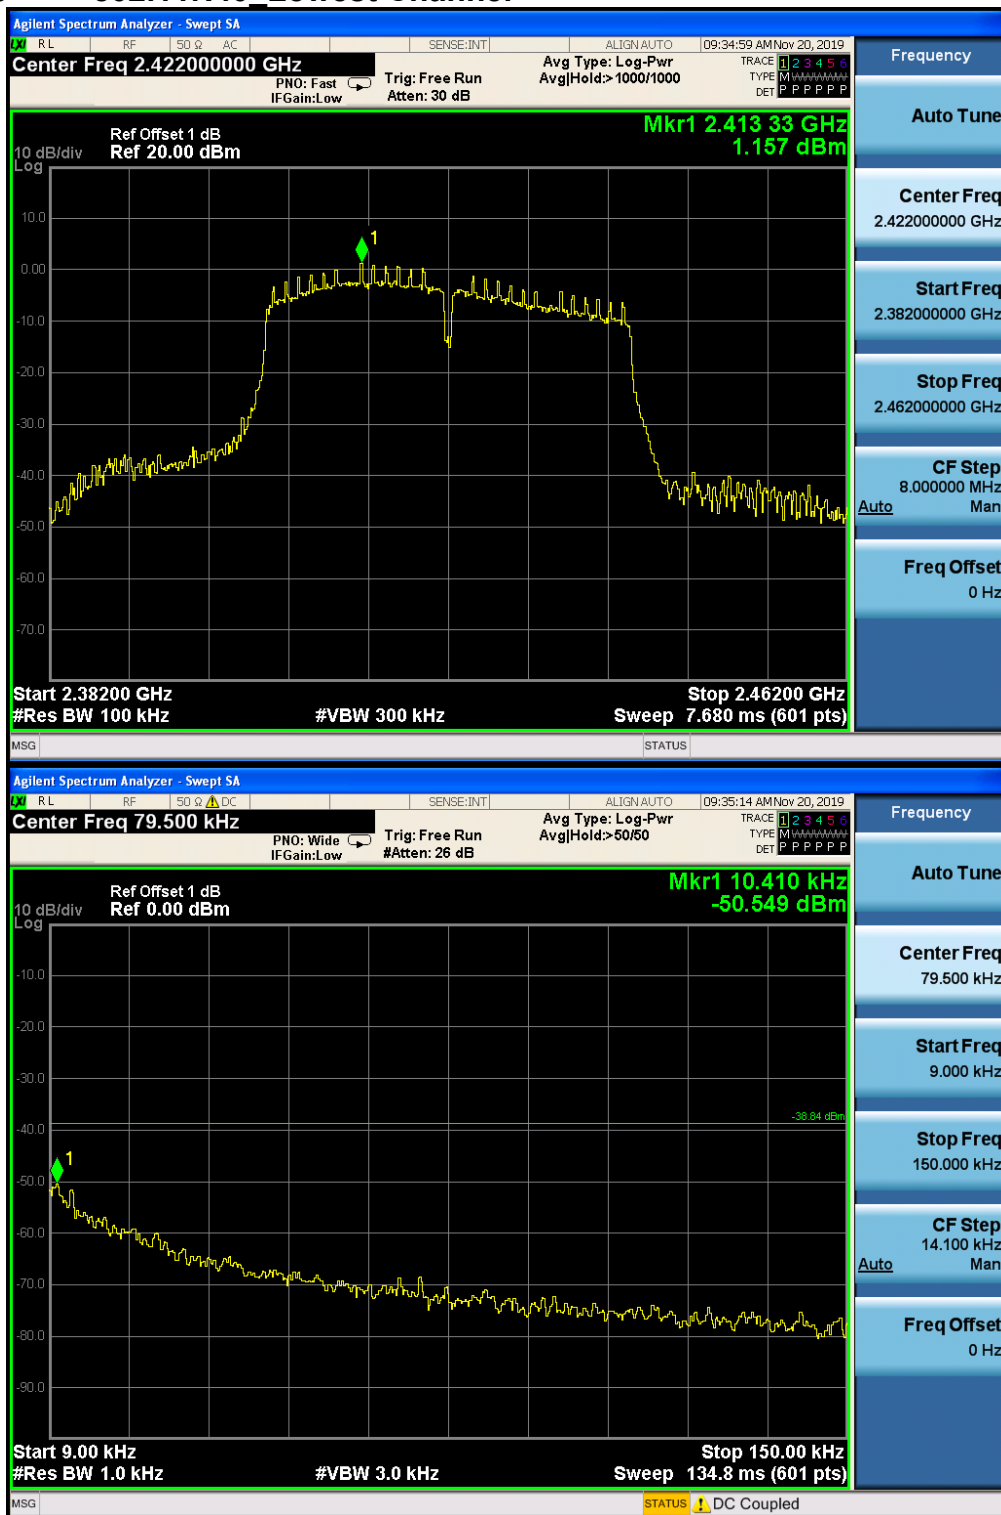 802.11n40_Lowest Channel
Agilent Spectrum Analyzer - Swept SA
LXI RL RF 50 Ω AC SENSE:INT ALIGN AUTO 09:34:59 AM Nov 20, 2019
Center Freq 2.422000000 GHz
PNO: Fast
IFGain:Low
Trig: Free Run
Atten: 30 dB
Avg Type: Log-Pwr
Avg|Hold:>1000/1000
TRACE 1 2 3 4 5 6
TYPE M
DET P P P P P P
Mkr1 2.413 33 GHz
1.157 dBm
Ref Offset 1 dB
10 dB/div Ref 20.00 dBm
Log
10.0
0.00
-10.0
-20.0
-30.0
-40.0
-50.0
-60.0
-70.0
1
Start 2.38200 GHz Stop 2.46200 GHz
#Res BW 100 kHz #VBW 300 kHz Sweep 7.680 ms (601 pts)
MSG STATUS
Frequency
Auto Tune
Center Freq
2.422000000 GHz
Start Freq
2.382000000 GHz
Stop Freq
2.462000000 GHz
CF Step
8.000000 MHz
Auto Man
Freq Offset
0 Hz
Agilent Spectrum Analyzer - Swept SA
LXI RL RF 50 Ω DC SENSE:INT ALIGN AUTO 09:35:14 AM Nov 20, 2019
Center Freq 79.500 kHz
PNO: Wide
IFGain:Low
Trig: Free Run
#Atten: 26 dB
Avg Type: Log-Pwr
Avg|Hold:>50/50
TRACE 1 2 3 4 5 6
TYPE M
DET P P P P P P
Mkr1 10.410 kHz
-50.549 dBm
Ref Offset 1 dB
10 dB/div Ref 0.00 dBm
Log
-10.0
-20.0
-30.0
-40.0
-50.0
-60.0
-70.0
-80.0
-90.0
-38.84 dBm
1
Start 9.00 kHz Stop 150.00 kHz
#Res BW 1.0 kHz #VBW 3.0 kHz Sweep 134.8 ms (601 pts)
MSG STATUS DC Coupled
Frequency
Auto Tune
Center Freq
79.500 kHz
Start Freq
9.000 kHz
Stop Freq
150.000 kHz
CF Step
14.100 kHz
Auto Man
Freq Offset
0 Hz